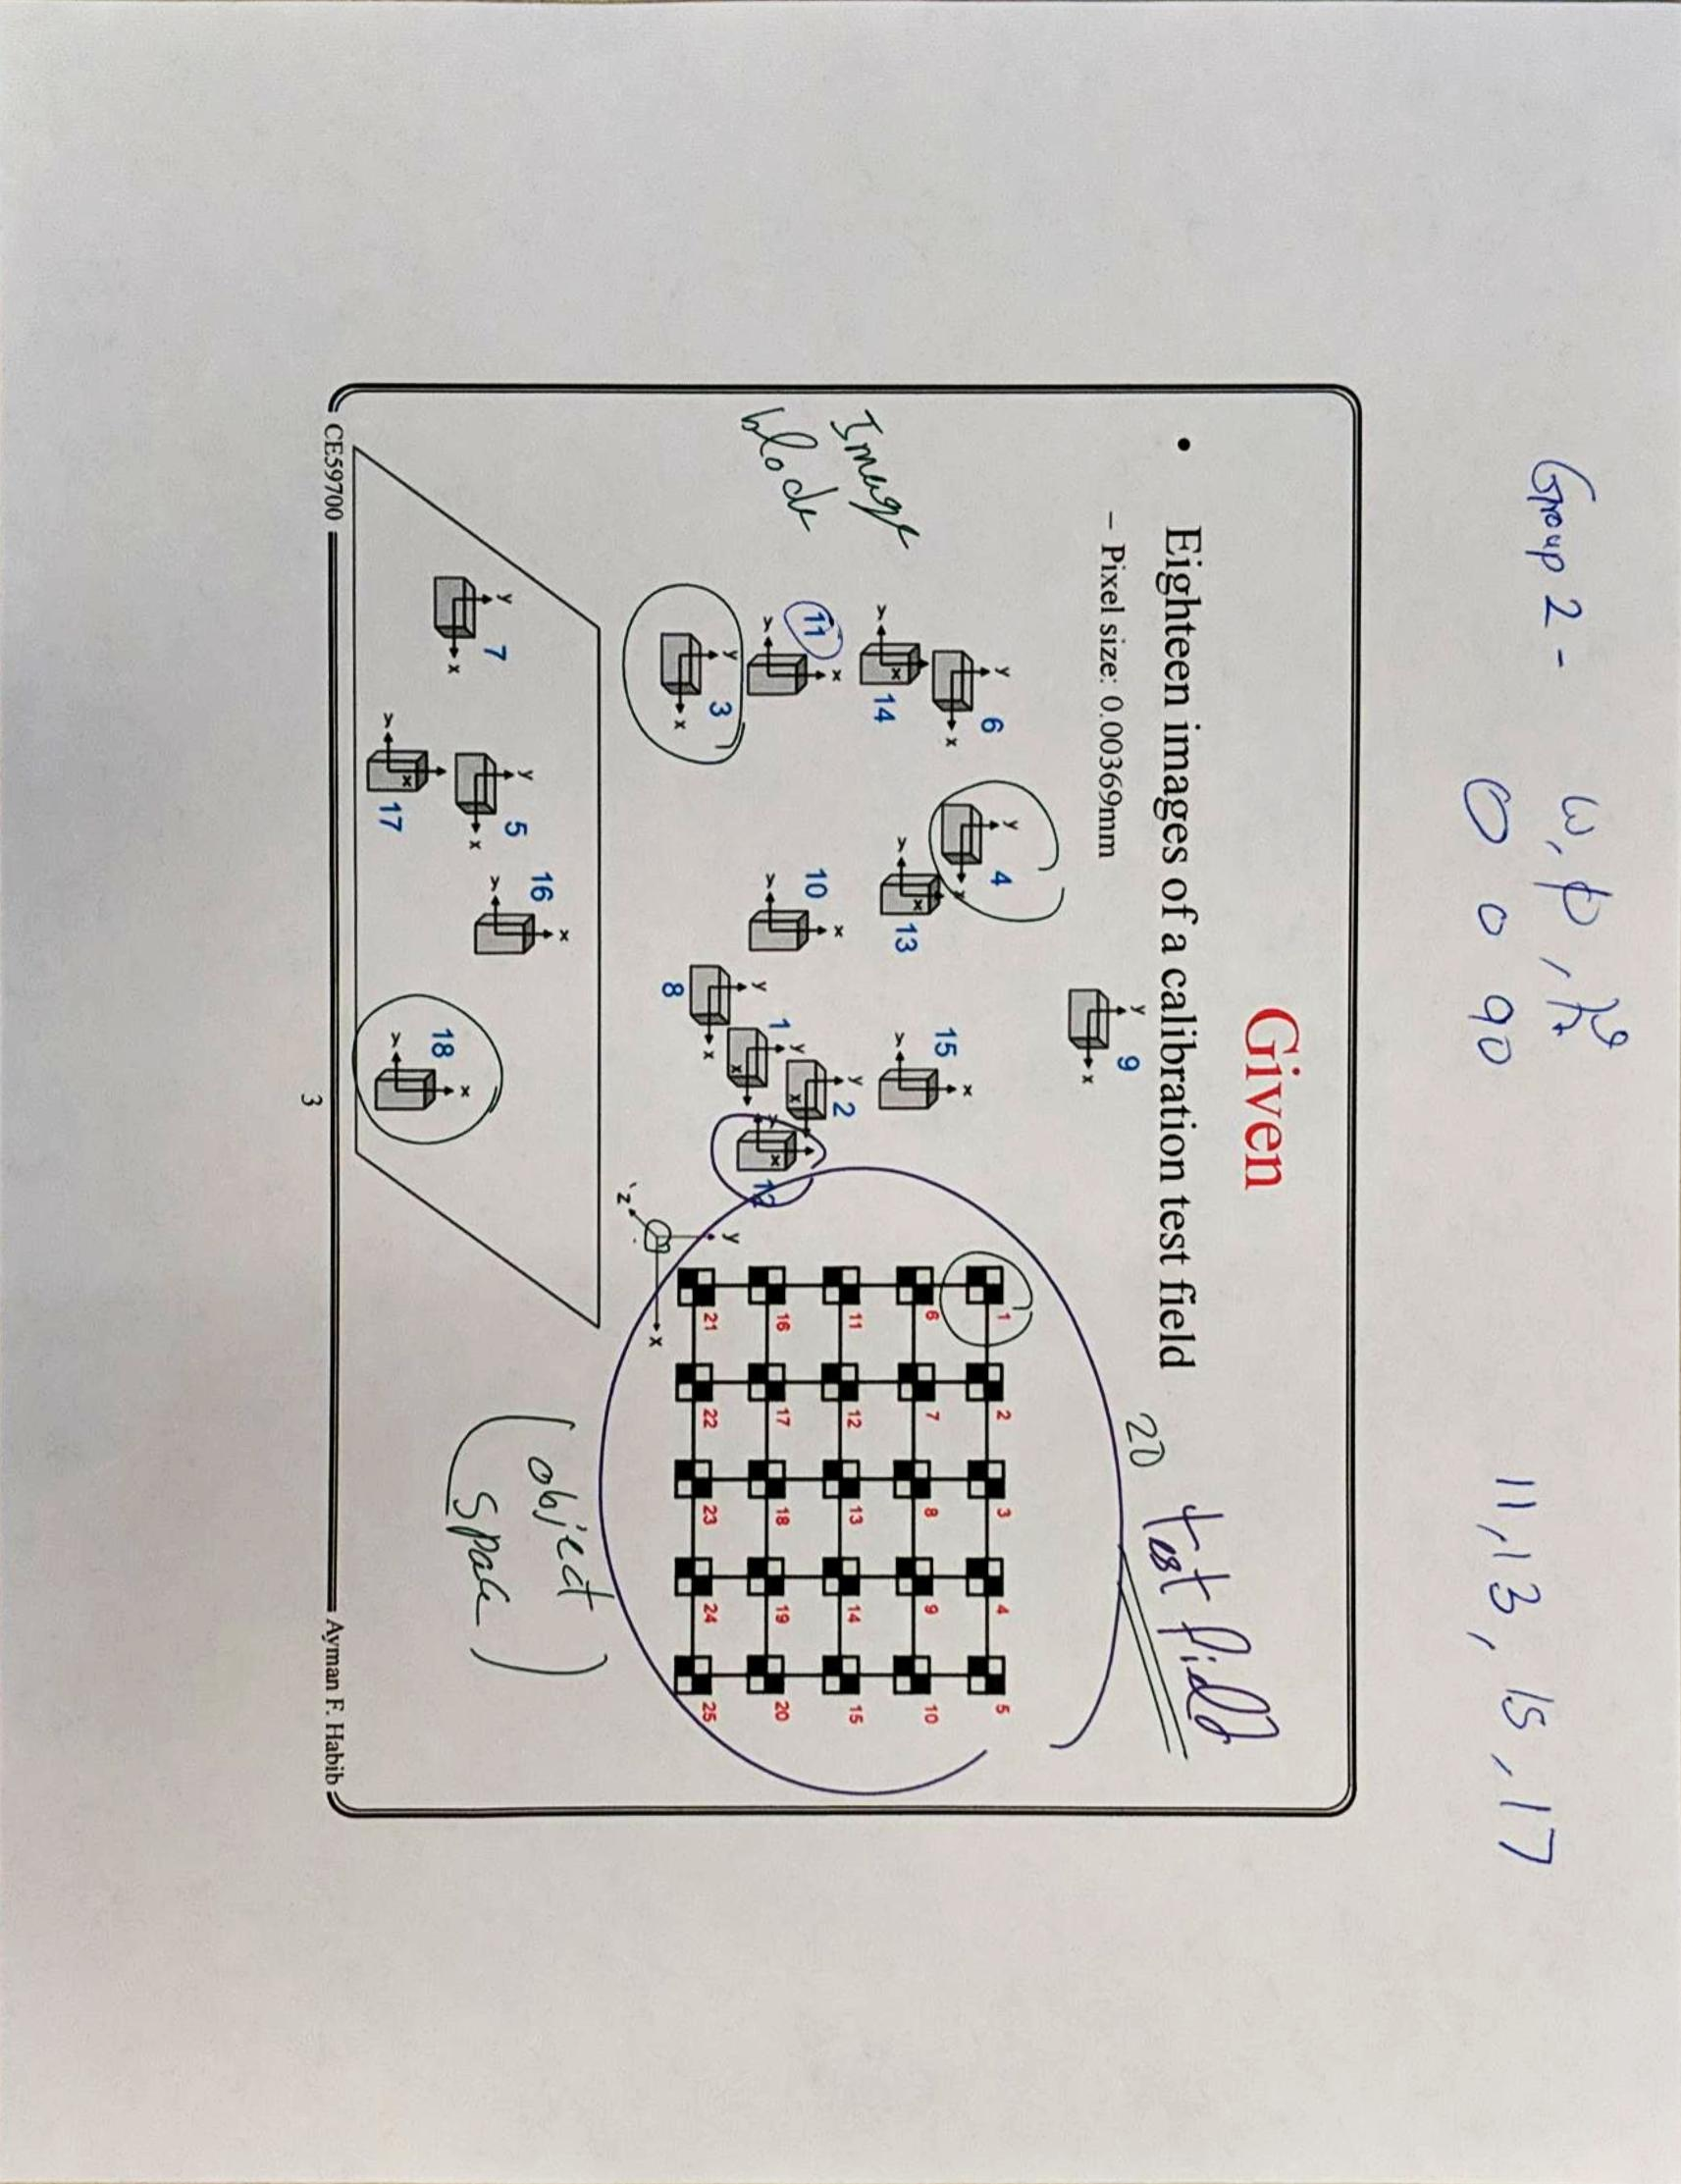 Group 2 - ω, ϕ, κ
0 0 90
11, 13, 15, 17
Given
• Eighteen images of a calibration test field
– Pixel size: 0.00369mm
2D test field
Image
block
9
y
x
6
y
x
4
y
x
15
y
x
14
y
x
13
y
x
11
y
x
10
y
x
2
y
x
1
y
x
3
y
x
8
y
x
12
y
x
7
y
x
5
y
x
16
y
x
17
y
x
18
y
x
y
x
z
1 2 3 4 5
6 7 8 9 10
11 12 13 14 15
16 17 18 19 20
21 22 23 24 25
(object
space)
CE59700
3
Ayman F. Habib